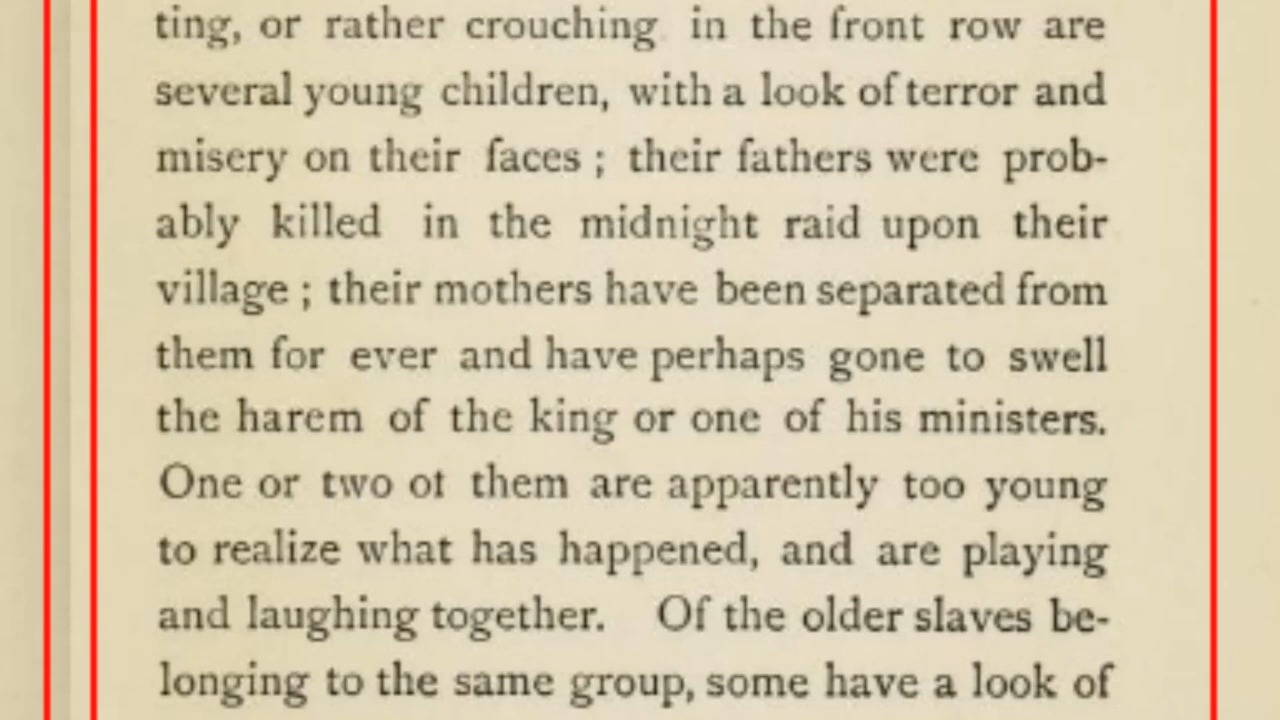 ting, or rather crouching in the front row are
several young children, with a look of terror and
misery on their faces ; their fathers were prob-
ably killed in the midnight raid upon their
village ; their mothers have been separated from
them for ever and have perhaps gone to swell
the harem of the king or one of his ministers.
One or two ot them are apparently too young
to realize what has happened, and are playing
and laughing together. Of the older slaves be-
longing to the same group, some have a look of